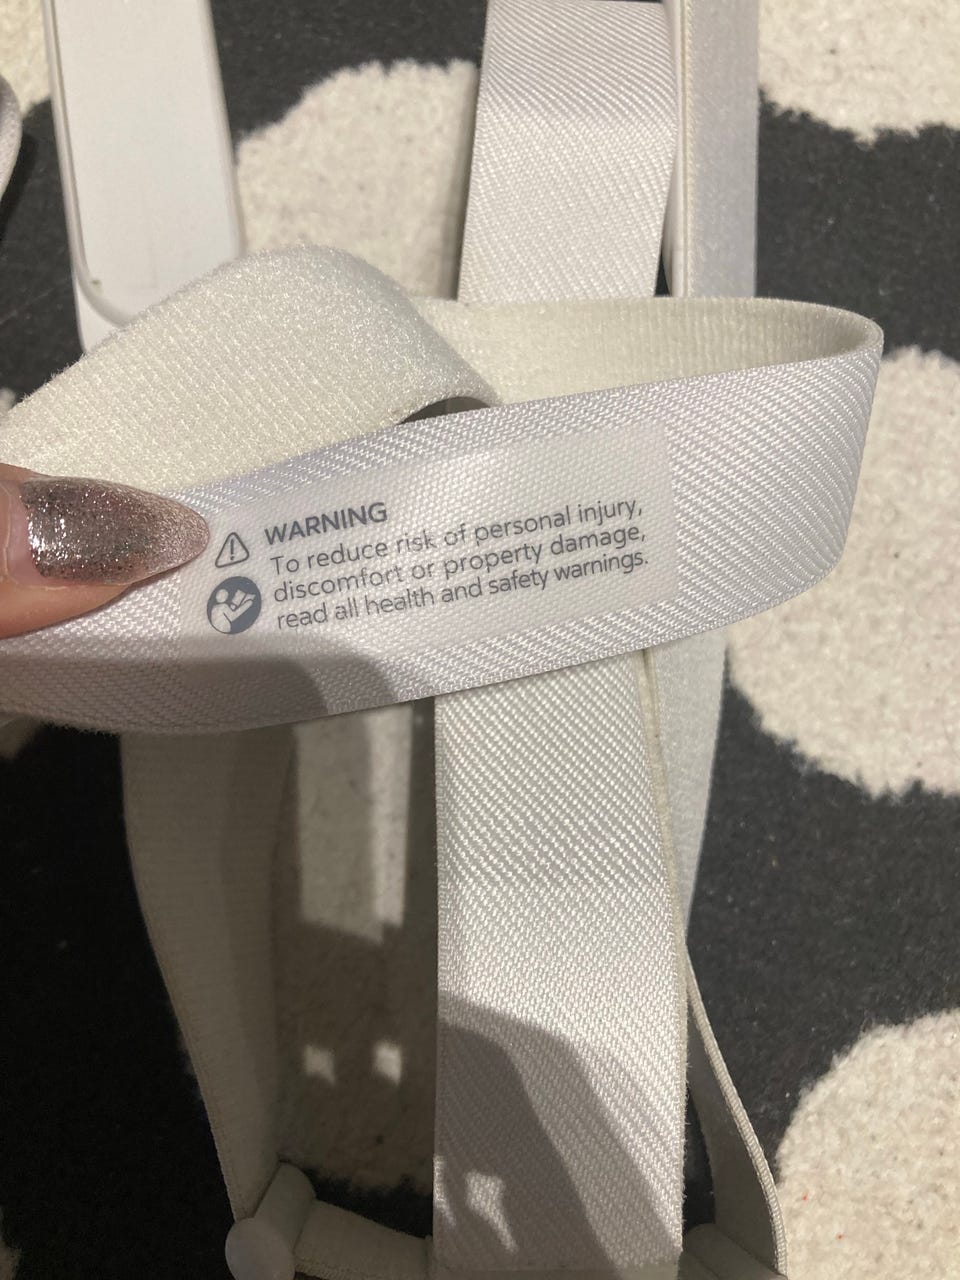 WARNING
To reduce risk of personal injury,
discomfort or property damage,
read all health and safety warnings.